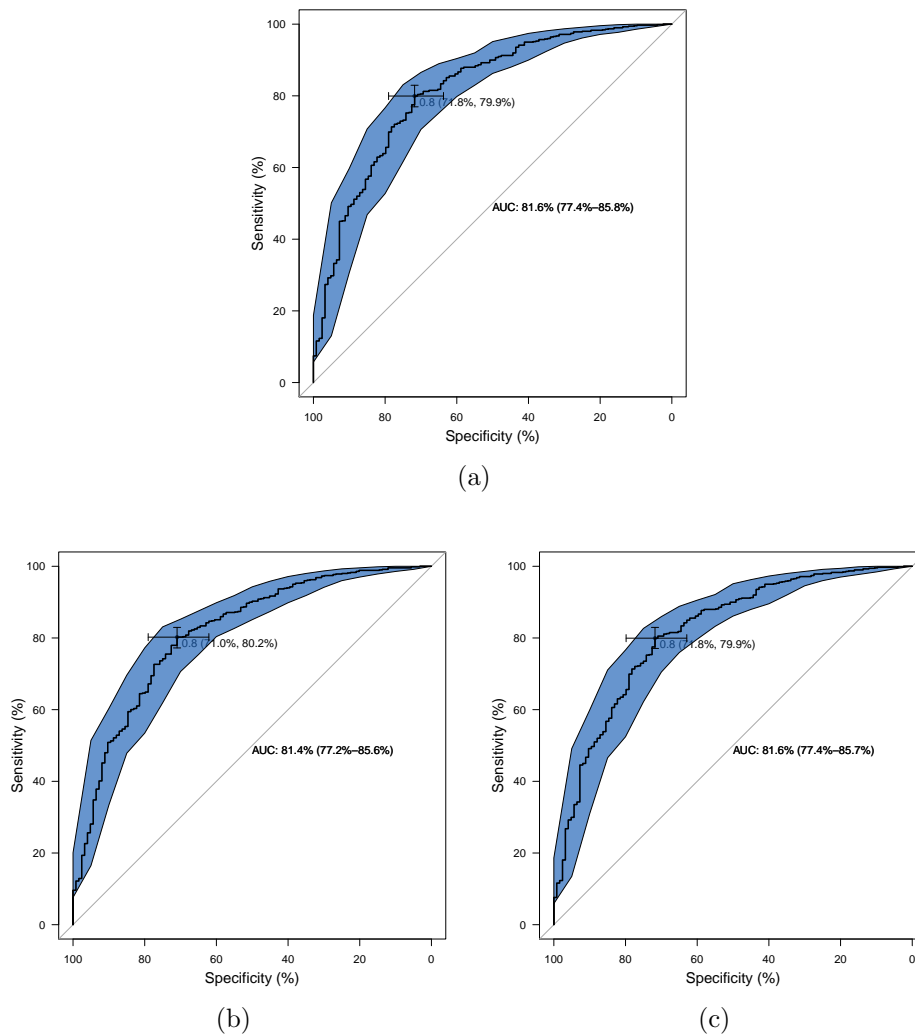 100
80
60
40
20
0
Sensitivity (%)
0.8 (71.8%, 79.9%)
AUC: 81.6% (77.4%–85.8%)
100 80 60 40 20 0
Specificity (%)
(a)
100
80
60
40
20
0
Sensitivity (%)
0.8 (71.0%, 80.2%)
AUC: 81.4% (77.2%–85.6%)
100 80 60 40 20 0
Specificity (%)
(b)
100
80
60
40
20
0
Sensitivity (%)
0.8 (71.8%, 79.9%)
AUC: 81.6% (77.4%–85.7%)
100 80 60 40 20 0
Specificity (%)
(c)